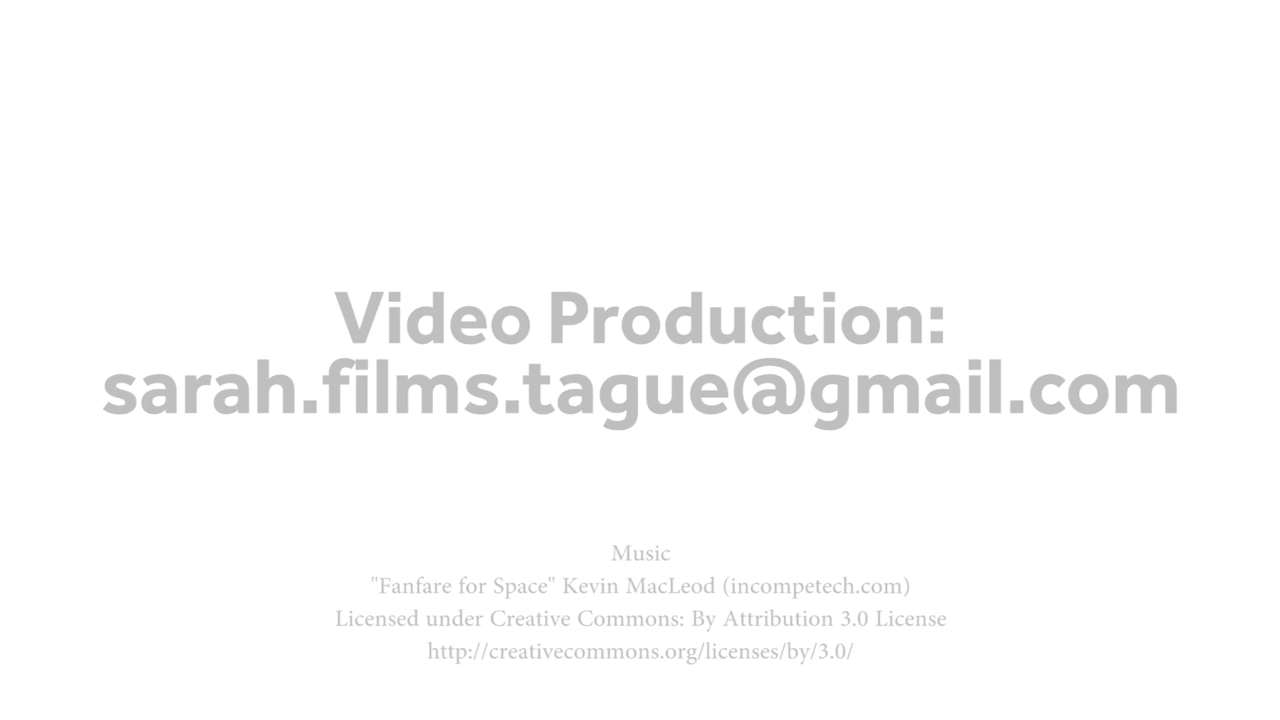 Video Production:
sarah.films.tague@gmail.com
Music
"Fanfare for Space" Kevin MacLeod (incompetech.com)
Licensed under Creative Commons: By Attribution 3.0 License
http://creativecommons.org/licenses/by/3.0/